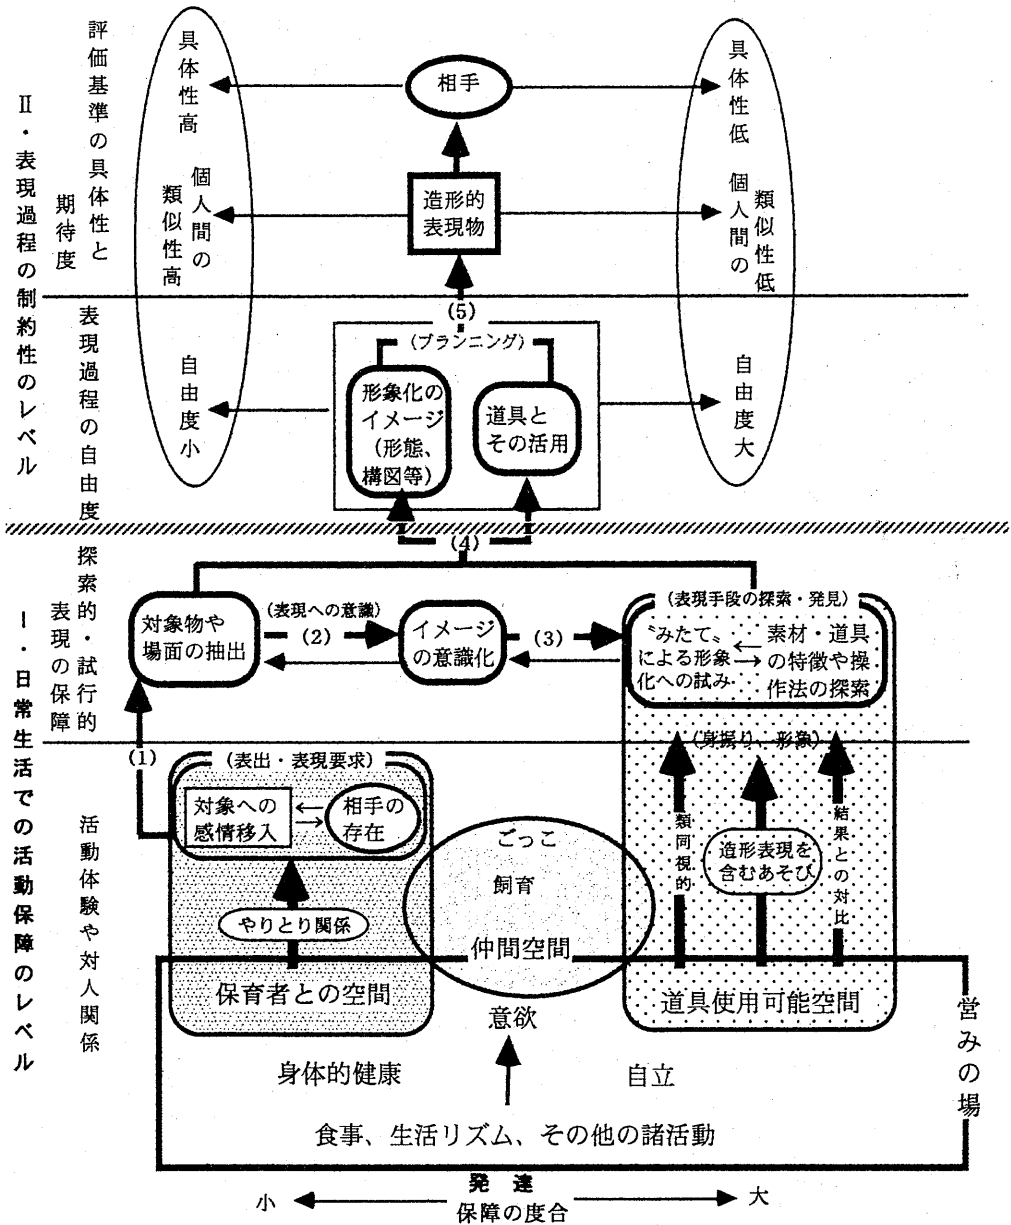 II・表現過程の制約性のレベル
評価基準の具体性と
期待度
具体性高
相手
具体性低
個人間の
類似性高
造形的
表現物
個人間の
類似性低
表現過程の自由度
(5)
(プランニング)
自由度小
形象化の
イメージ
(形態、
構図等)
道具と
その活用
自由度大
(4)
I・日常生活での活動保障のレベル
探索的・試行的
表現の保障
対象物や
場面の抽出
(表現への意識)
(2)
イメージ
の意識化
(3)
(表現手段の探索・発見)
〝みたて〟
による形象
化への試み
素材・道具
の特徴や操
作法の探索
(1)
(身振り、形象)
活動体験や対人関係
(表出・表現要求)
対象への
感情移入
相手の
存在
やりとり関係
保育者との空間
ごっこ
飼育
仲間空間
類同視的
造形表現を
含むあそび
結果との対比
道具使用可能空間
意欲
身体的健康
自立
営みの場
食事、生活リズム、その他の諸活動
発達
小
大
保障の度合